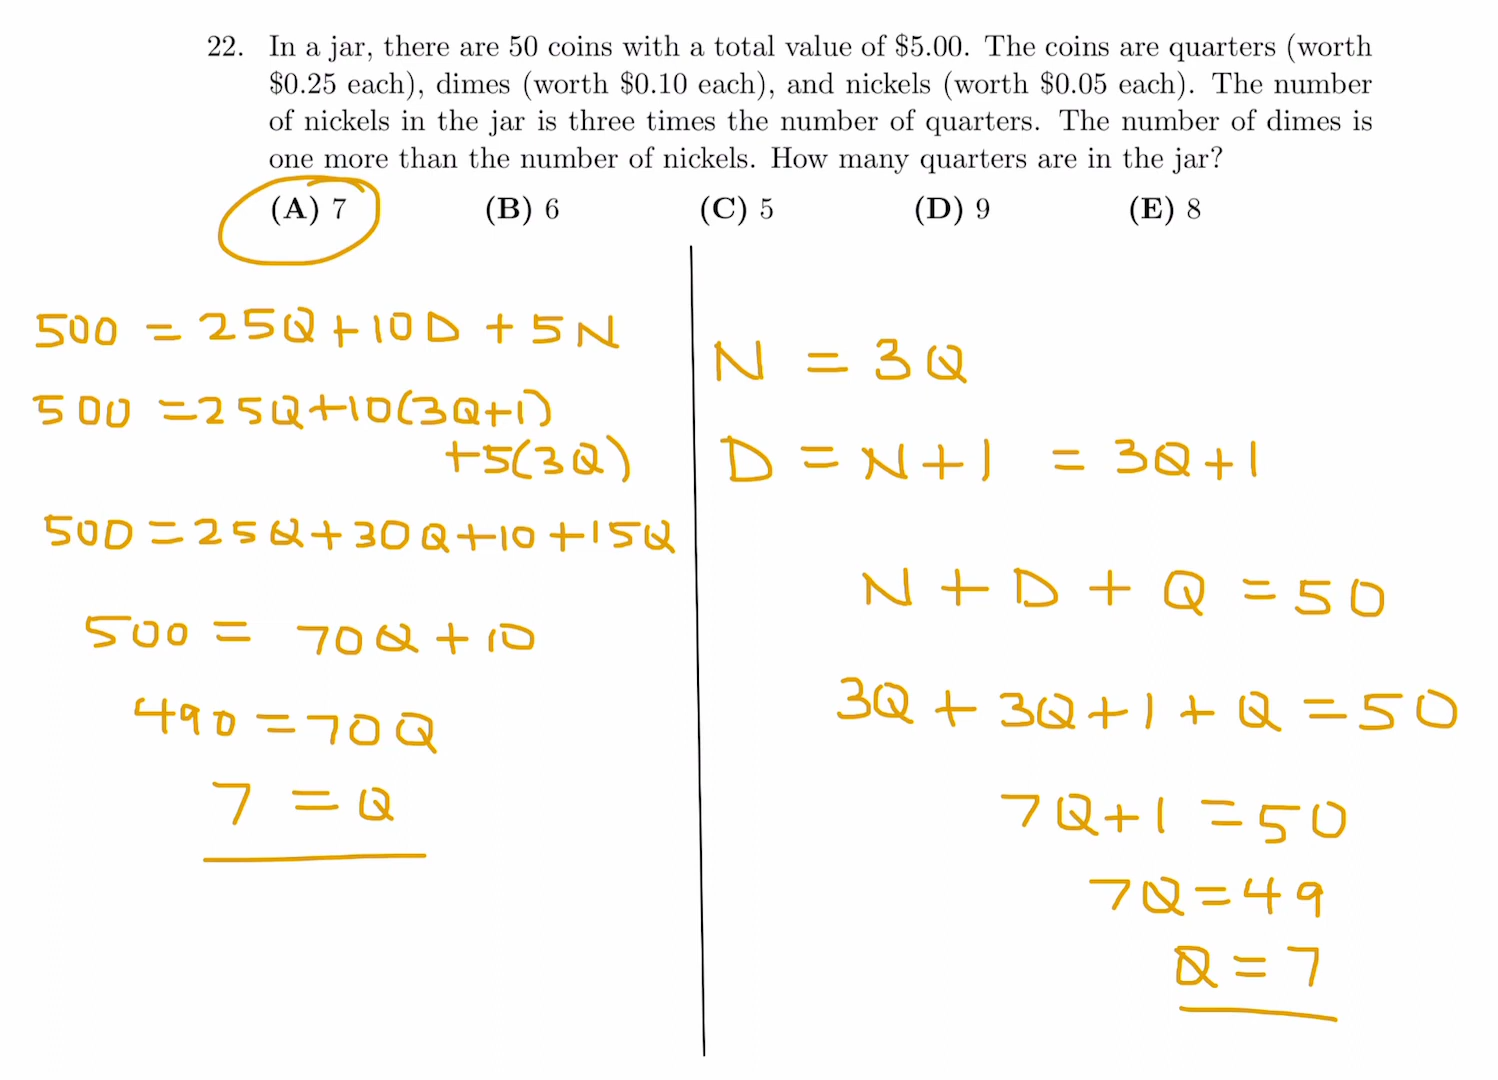 22. In a jar, there are 50 coins with a total value of $5.00. The coins are quarters (worth
$0.25 each), dimes (worth $0.10 each), and nickels (worth $0.05 each). The number
of nickels in the jar is three times the number of quarters. The number of dimes is
one more than the number of nickels. How many quarters are in the jar?
(A) 7 (B) 6 (C) 5 (D) 9 (E) 8
500 = 25Q+10D + 5N
500 =25Q+10(3Q+1)
+5(3Q)
500=25Q+30Q+10+15Q
500 = 70Q+10
490=70Q
7 = Q
N = 3Q
D = N+1 = 3Q+1
N + D + Q = 50
3Q + 3Q+1 + Q = 50
7Q+1 = 50
7Q=49
Q=7